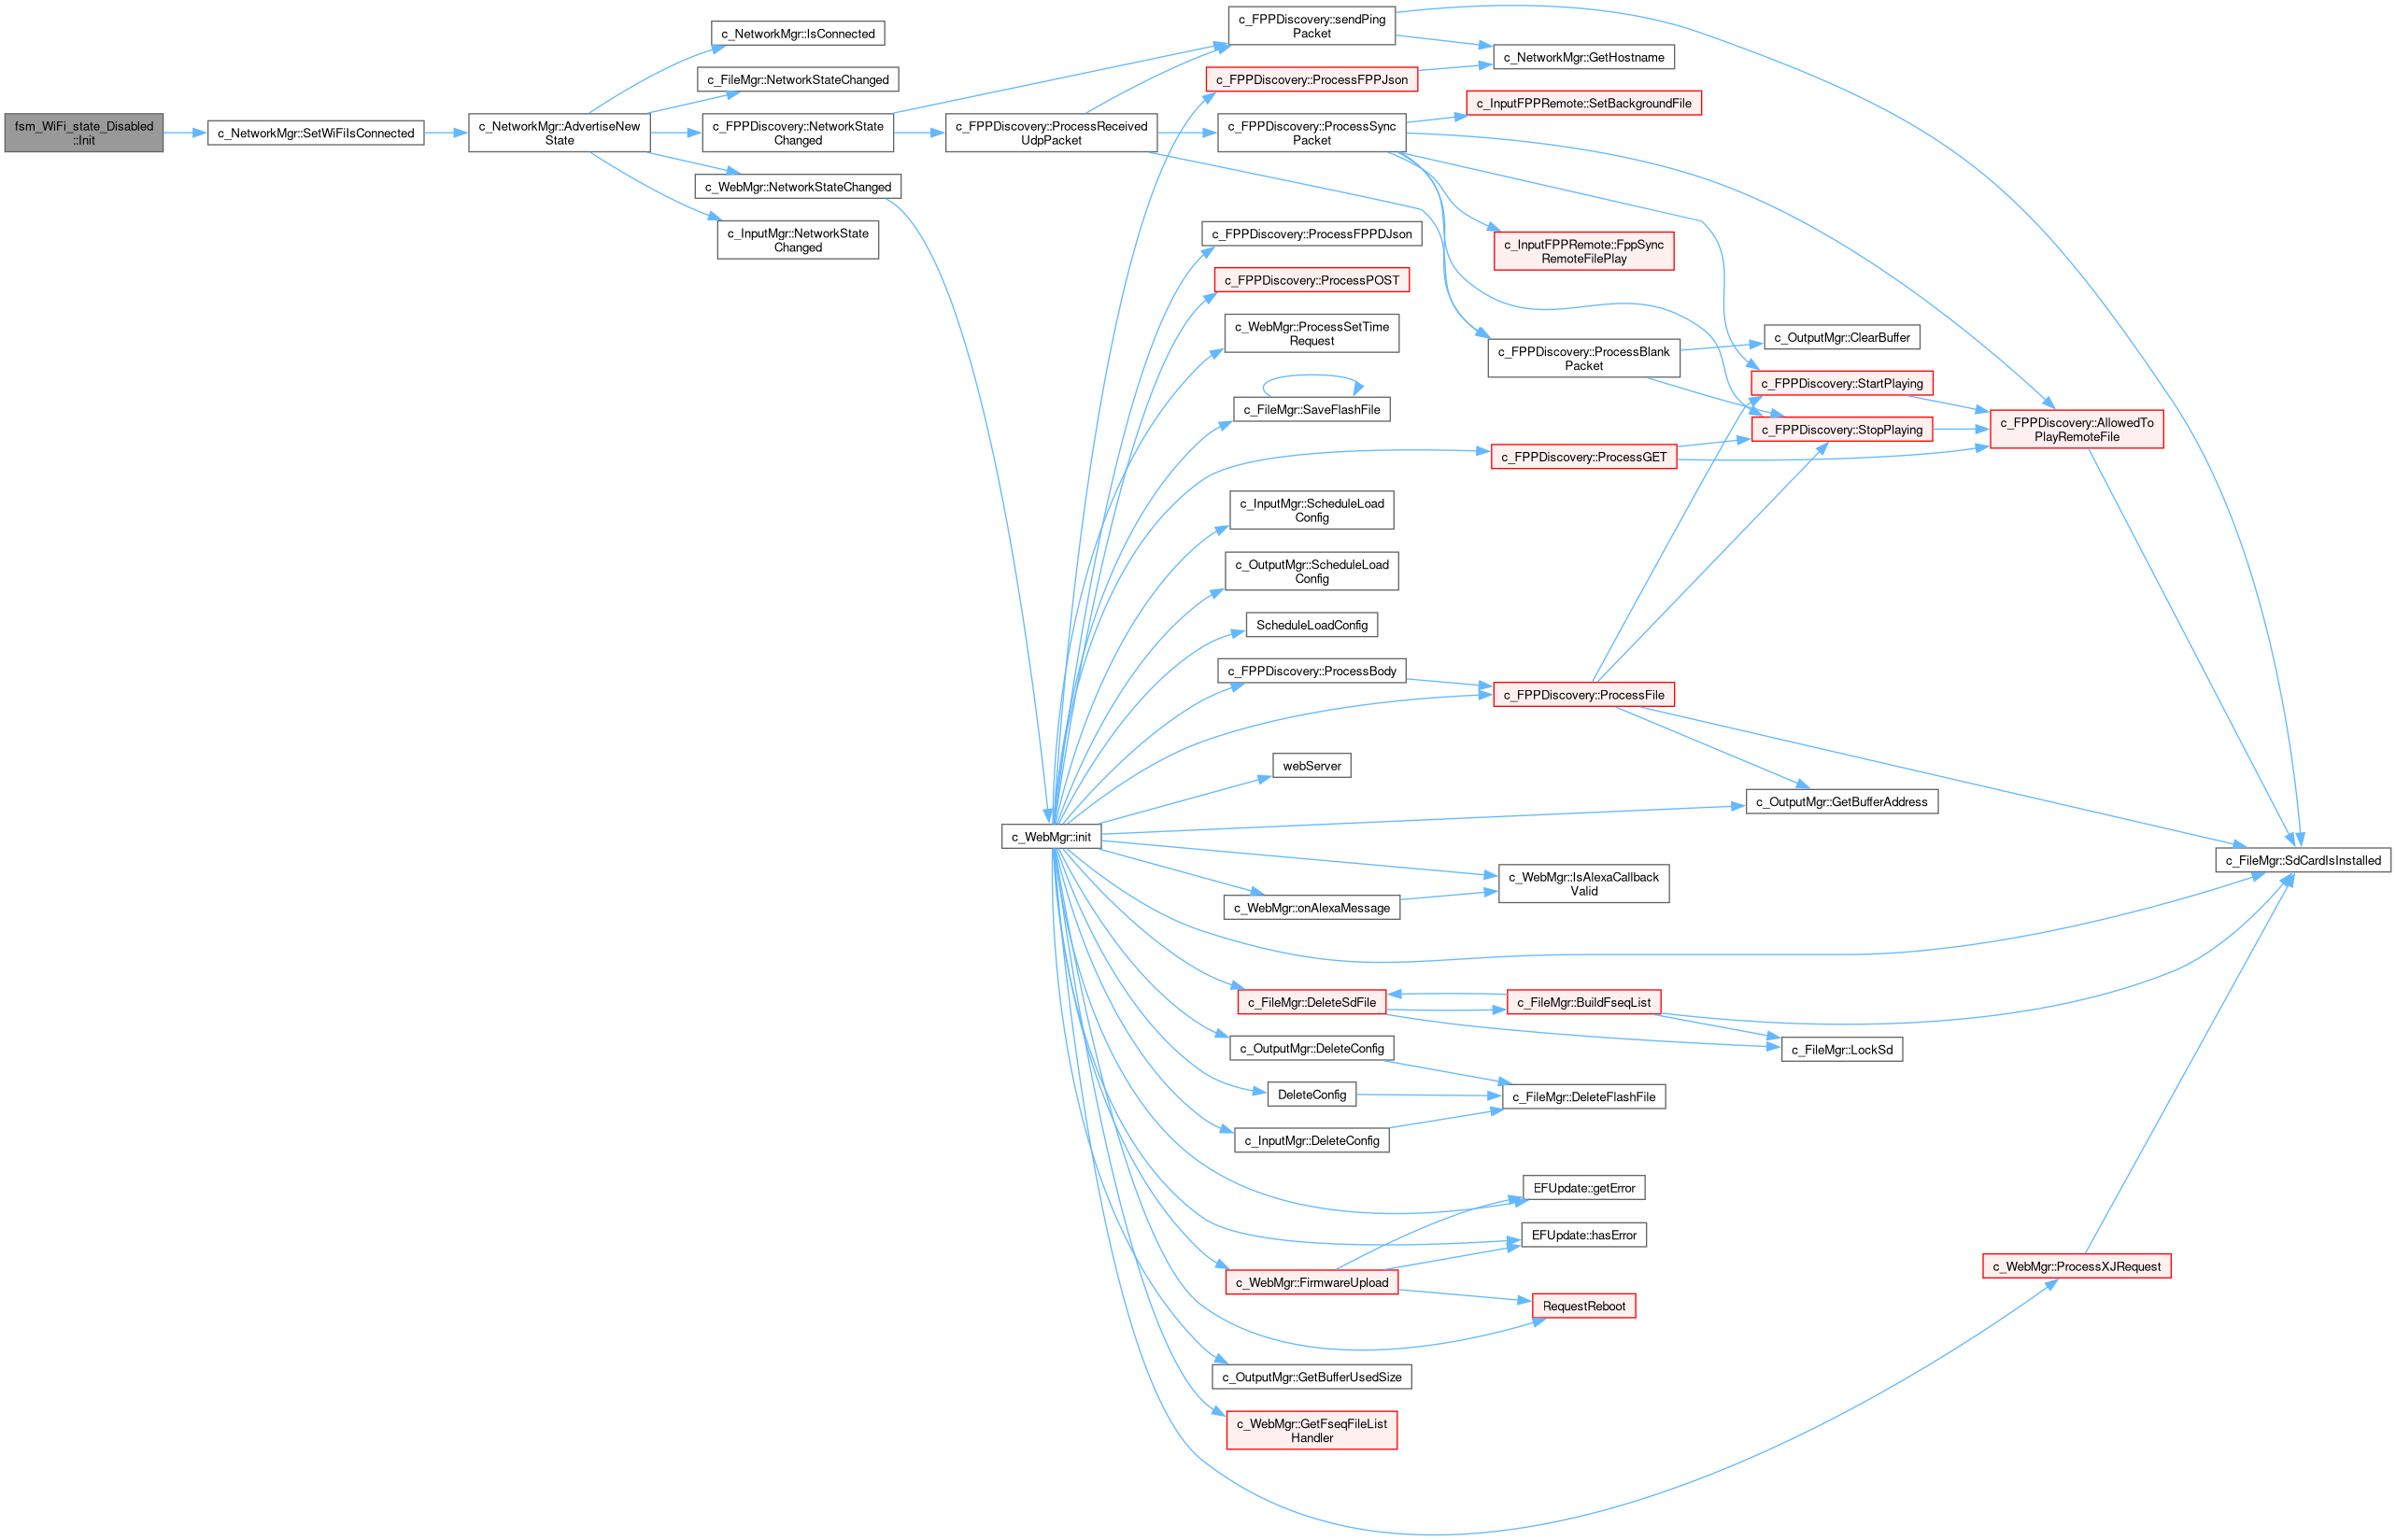 fsm_WiFi_state_Disabled
::Init
c_NetworkMgr::SetWiFiIsConnected
c_NetworkMgr::AdvertiseNew
State
c_NetworkMgr::IsConnected
c_FileMgr::NetworkStateChanged
c_FPPDiscovery::NetworkState
Changed
c_WebMgr::NetworkStateChanged
c_InputMgr::NetworkState
Changed
c_FPPDiscovery::ProcessReceived
UdpPacket
c_WebMgr::init
c_FPPDiscovery::sendPing
Packet
c_FPPDiscovery::ProcessFPPJson
c_FPPDiscovery::ProcessSync
Packet
c_FPPDiscovery::ProcessFPPDJson
c_FPPDiscovery::ProcessPOST
c_WebMgr::ProcessSetTime
Request
c_FileMgr::SaveFlashFile
c_InputMgr::ScheduleLoad
Config
c_OutputMgr::ScheduleLoad
Config
ScheduleLoadConfig
c_FPPDiscovery::ProcessBody
webServer
c_WebMgr::onAlexaMessage
c_FileMgr::DeleteSdFile
c_OutputMgr::DeleteConfig
DeleteConfig
c_InputMgr::DeleteConfig
c_WebMgr::FirmwareUpload
c_OutputMgr::GetBufferUsedSize
c_WebMgr::GetFseqFileList
Handler
c_NetworkMgr::GetHostname
c_InputFPPRemote::SetBackgroundFile
c_InputFPPRemote::FppSync
RemoteFilePlay
c_FPPDiscovery::ProcessBlank
Packet
c_FPPDiscovery::ProcessGET
c_FPPDiscovery::ProcessFile
c_WebMgr::IsAlexaCallback
Valid
c_FileMgr::BuildFseqList
c_FileMgr::DeleteFlashFile
EFUpdate::getError
EFUpdate::hasError
RequestReboot
c_OutputMgr::ClearBuffer
c_FPPDiscovery::StartPlaying
c_FPPDiscovery::StopPlaying
c_OutputMgr::GetBufferAddress
c_FileMgr::LockSd
c_FPPDiscovery::AllowedTo
PlayRemoteFile
c_WebMgr::ProcessXJRequest
c_FileMgr::SdCardIsInstalled